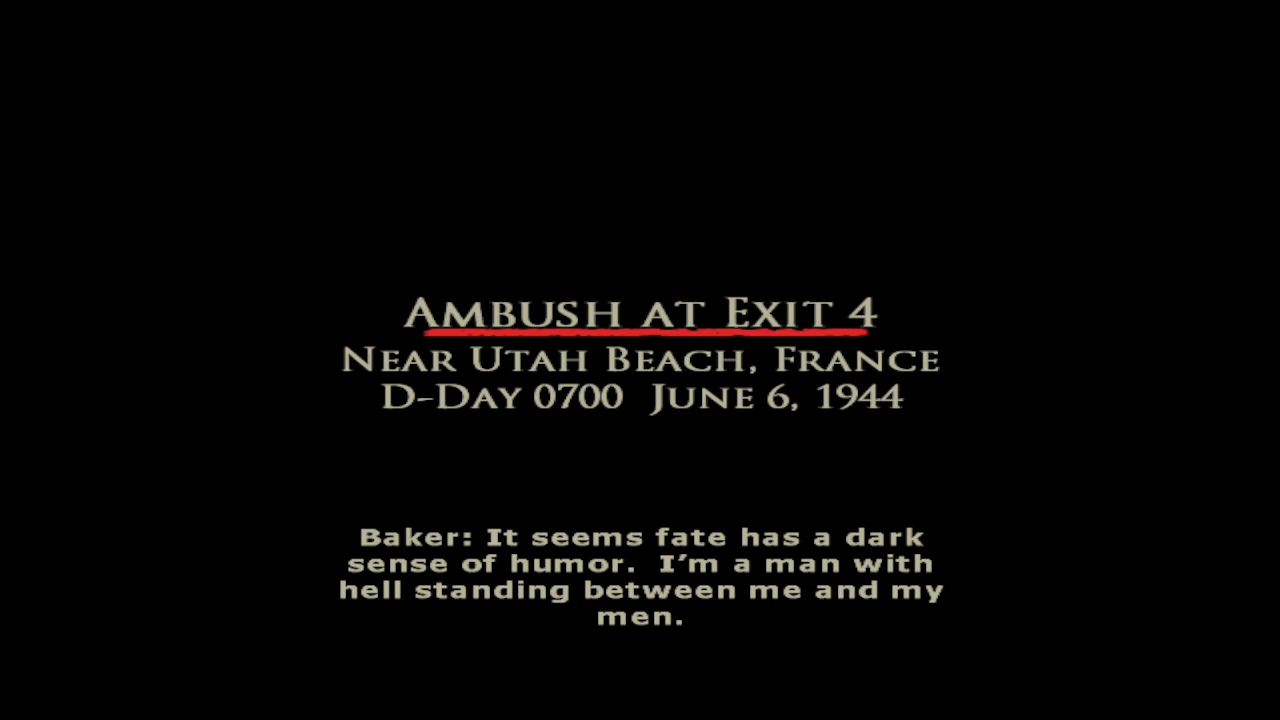 Ambush at Exit 4
Near Utah Beach, France
D-Day 0700  June 6, 1944
Baker: It seems fate has a dark
sense of humor.  I’m a man with
hell standing between me and my
men.